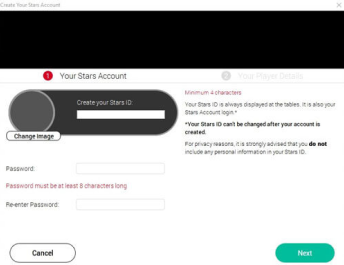 Create Your Stars Account
1 Your Stars Account
2 Your Player Details
Create your Stars ID:
Change Image
Minimum 4 characters
Your Stars ID is always displayed at the tables. It is also your
Stars Account login.*
*Your Stars ID can't be changed after your account is
created.
For privacy reasons, it is strongly advised that you do not
include any personal information in your Stars ID.
Password:
Password must be at least 8 characters long
Re-enter Password:
Cancel
Next